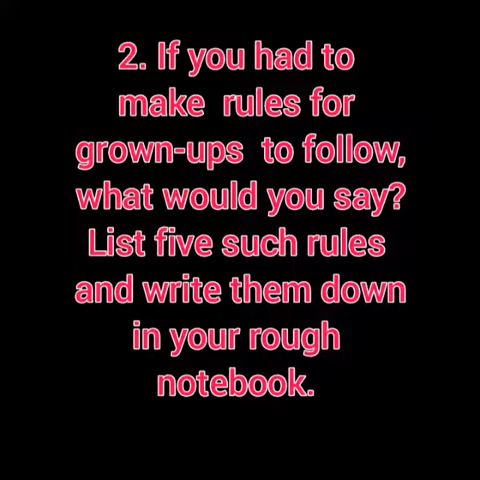 2. If you had to
make rules for
grown-ups to follow,
what would you say?
List five such rules
and write them down
in your rough
notebook.